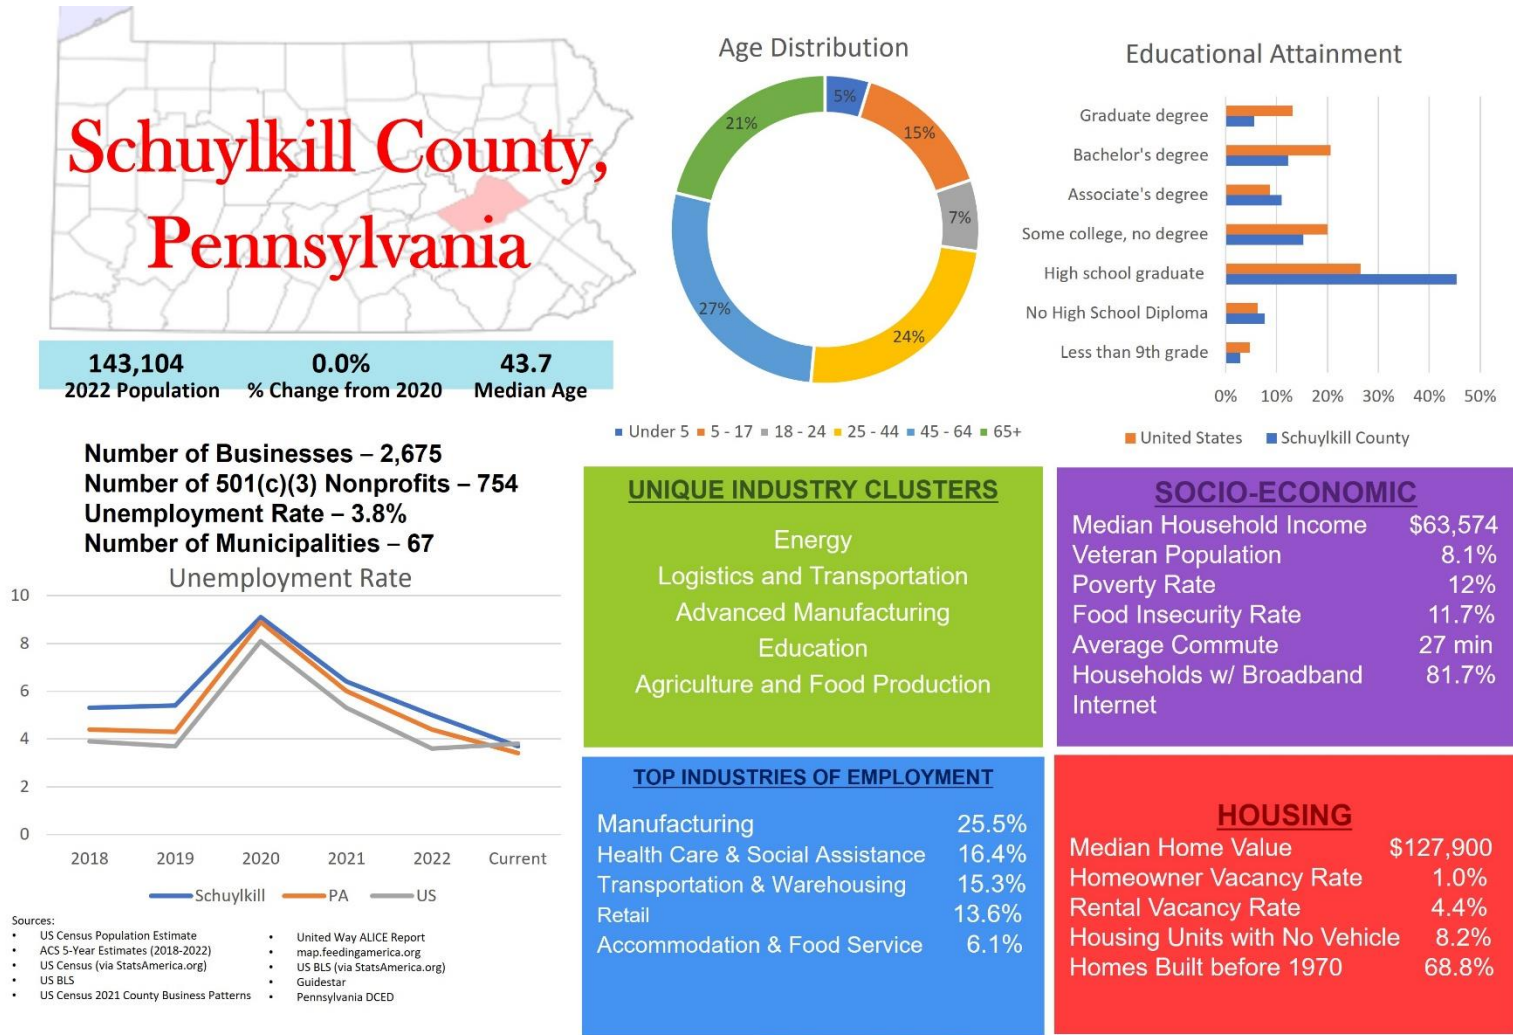 Schuylkill County,
Pennsylvania
143,104
2022 Population
0.0%
% Change from 2020
43.7
Median Age
Age Distribution
5%
15%
7%
24%
27%
21%
Under 5 5 - 17 18 - 24 25 - 44 45 - 64 65+
Educational Attainment
Graduate degree
Bachelor's degree
Associate's degree
Some college, no degree
High school graduate
No High School Diploma
Less than 9th grade
0% 10% 20% 30% 40% 50%
United States Schuylkill County
Number of Businesses – 2,675
Number of 501(c)(3) Nonprofits – 754
Unemployment Rate – 3.8%
Number of Municipalities – 67
Unemployment Rate
10
8
6
4
2
0
2018 2019 2020 2021 2022 Current
Schuylkill PA US
Sources:
• US Census Population Estimate
• ACS 5-Year Estimates (2018-2022)
• US Census (via StatsAmerica.org)
• US BLS
• US Census 2021 County Business Patterns
• United Way ALICE Report
• map.feedingamerica.org
• US BLS (via StatsAmerica.org)
• Guidestar
• Pennsylvania DCED
UNIQUE INDUSTRY CLUSTERS
Energy
Logistics and Transportation
Advanced Manufacturing
Education
Agriculture and Food Production
SOCIO-ECONOMIC
Median Household Income $63,574
Veteran Population 8.1%
Poverty Rate 12%
Food Insecurity Rate 11.7%
Average Commute 27 min
Households w/ Broadband 81.7%
Internet
TOP INDUSTRIES OF EMPLOYMENT
Manufacturing 25.5%
Health Care & Social Assistance 16.4%
Transportation & Warehousing 15.3%
Retail 13.6%
Accommodation & Food Service 6.1%
HOUSING
Median Home Value $127,900
Homeowner Vacancy Rate 1.0%
Rental Vacancy Rate 4.4%
Housing Units with No Vehicle 8.2%
Homes Built before 1970 68.8%